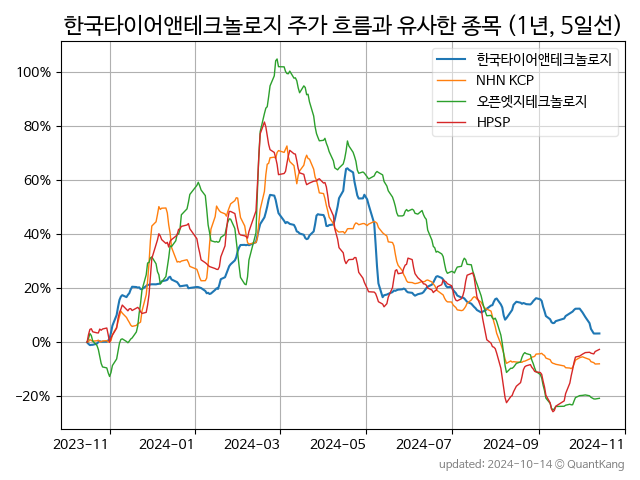 한국타이어앤테크놀로지 주가 흐름과 유사한 종목 (1년, 5일선)
한국타이어앤테크놀로지
NHN KCP
오픈엣지테크놀로지
HPSP
100%
80%
60%
40%
20%
0%
−20%
2023-11 2024-01 2024-03 2024-05 2024-07 2024-09 2024-11
updated: 2024-10-14 © QuantKang